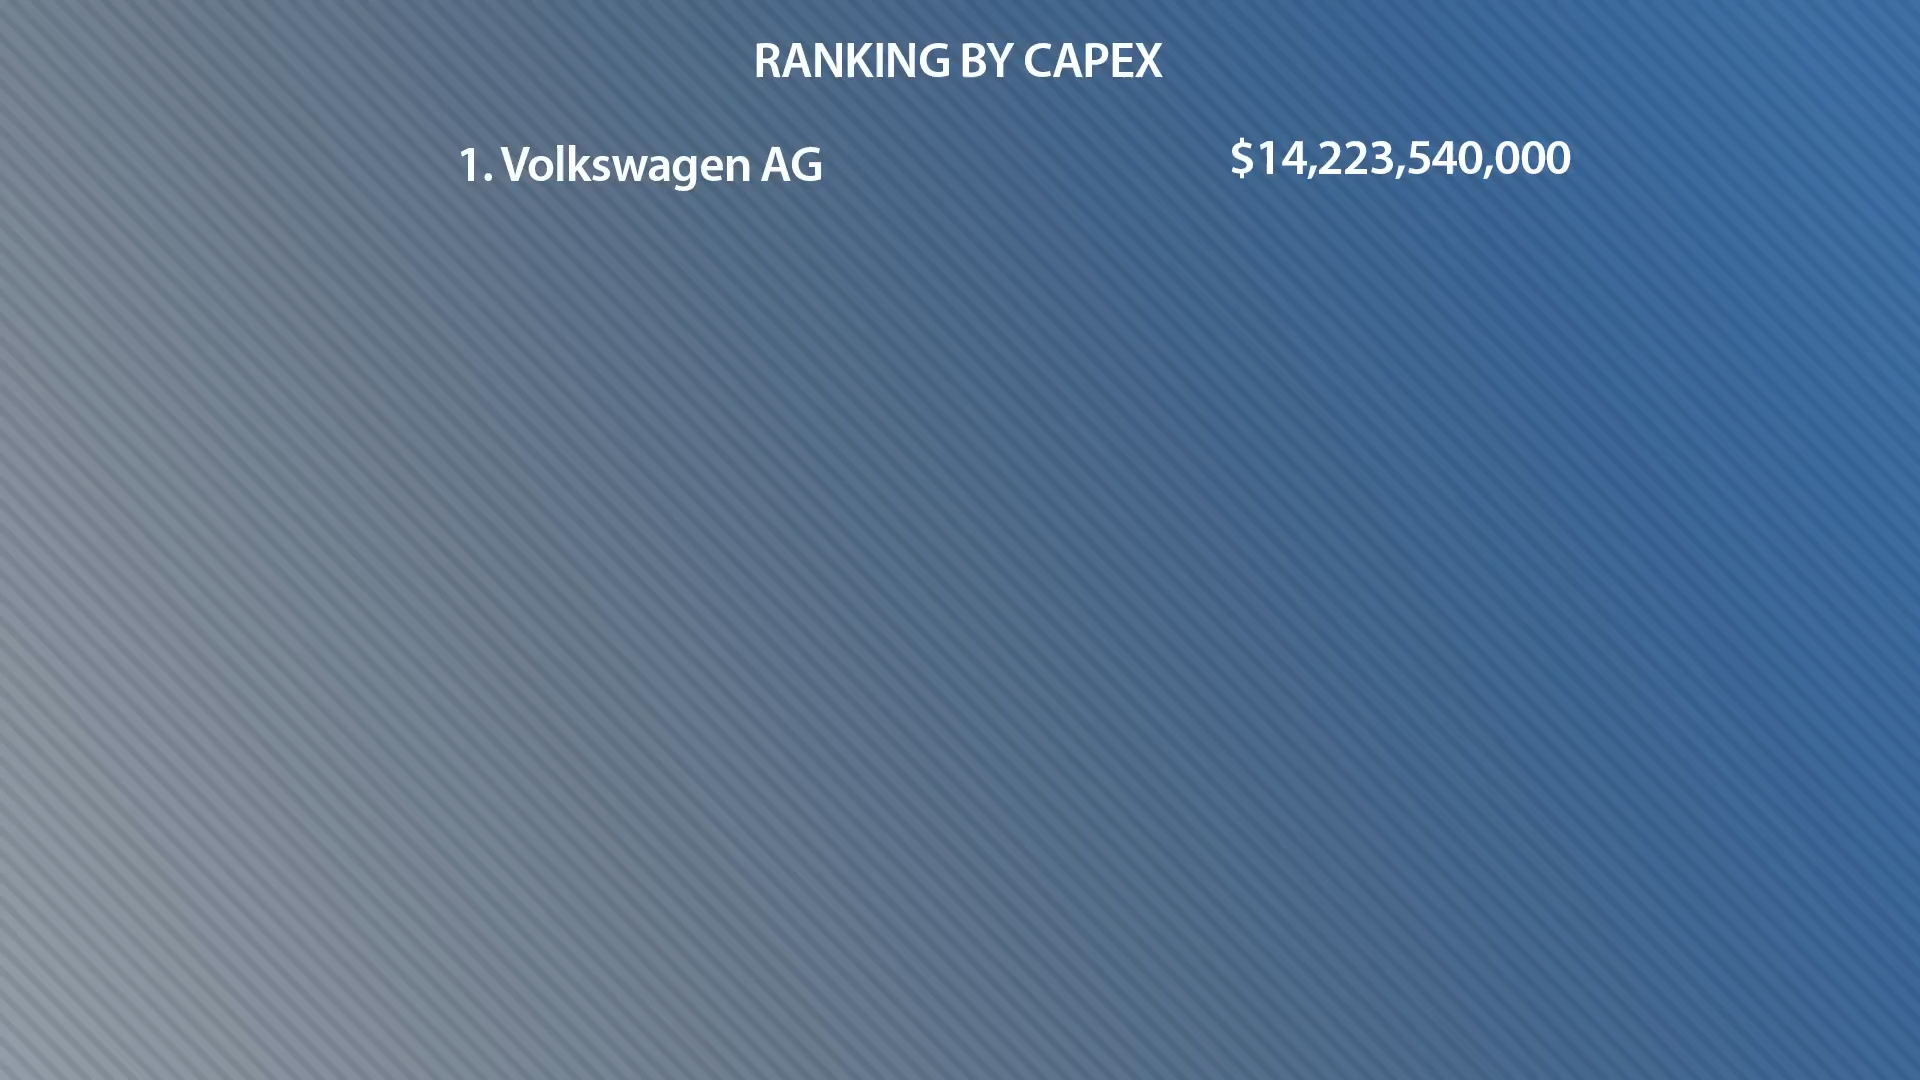 RANKING BY CAPEX
1. Volkswagen AG $14,223,540,000